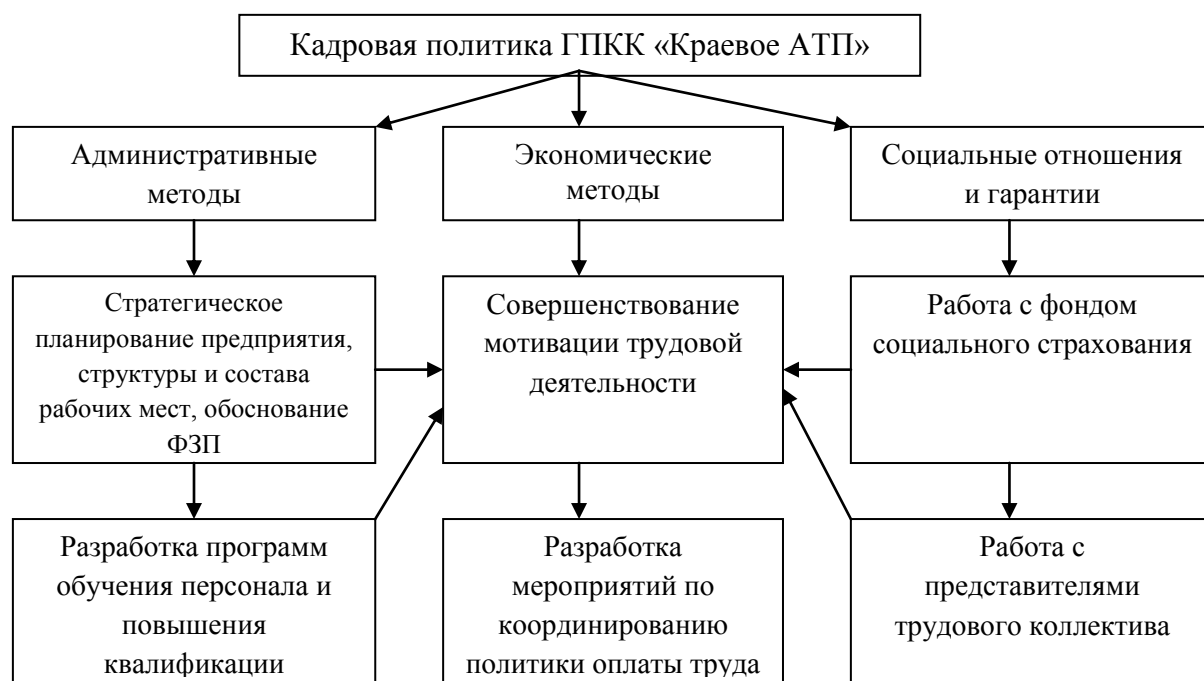 Кадровая политика ГПКК «Краевое АТП»
Административные
методы
Экономические
методы
Социальные отношения
и гарантии
Стратегическое
планирование предприятия,
структуры и состава
рабочих мест, обоснование
ФЗП
Совершенствование
мотивации трудовой
деятельности
Работа с фондом
социального страхования
Разработка программ
обучения персонала и
повышения
квалификации
Разработка
мероприятий по
координированию
политики оплаты труда
Работа с
представителями
трудового коллектива